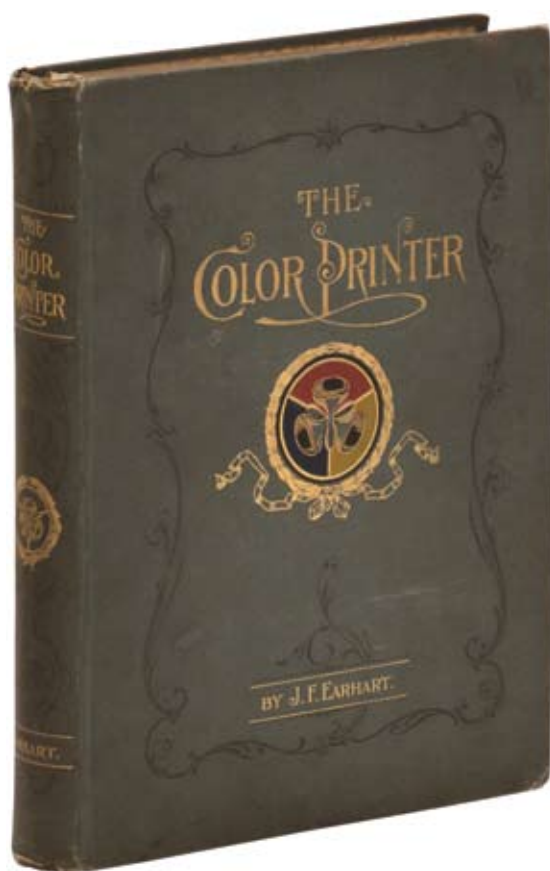 THE
COLOR PRINTER
BY J. F. EARHART.
THE
COLOR
PRINTER
EARHART.